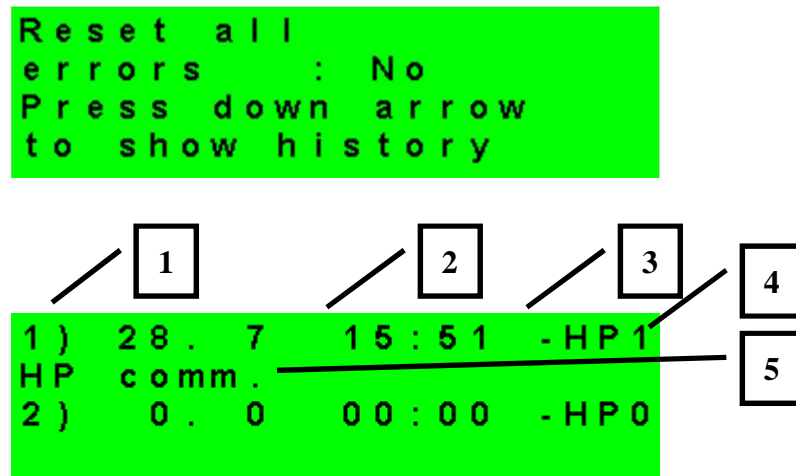 Reset all
errors : No
Press down arrow
to show history
1 2 3 4
1) 28. 7 15:51 -HP1
HP comm. 5
2) 0. 0 00:00 -HP0